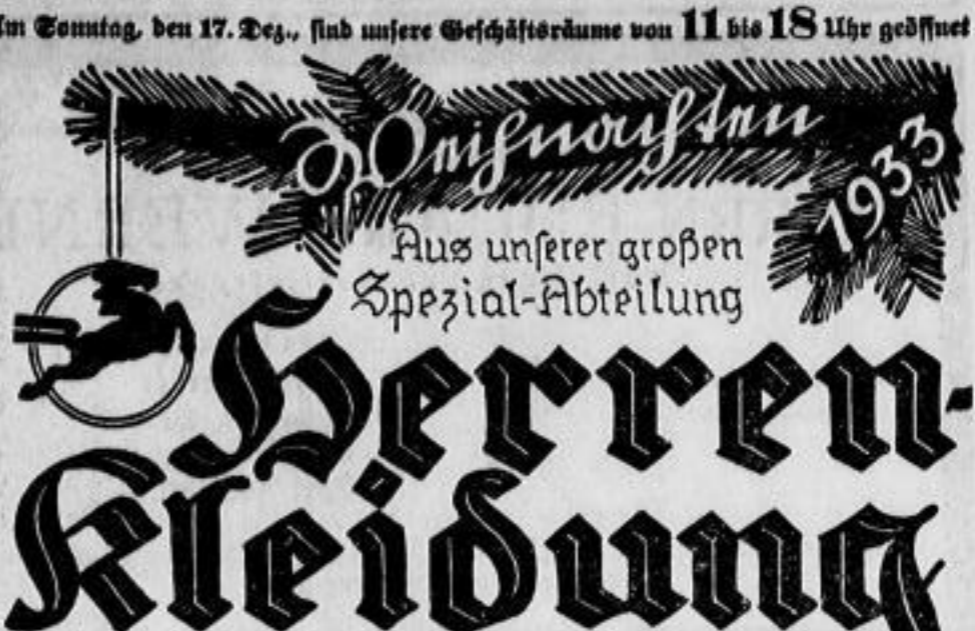 Am Sonntag, den 17. Dez., sind unsere Geschäftsräume von 11 bis 18 Uhr geöffnet
Weihnachten
1933
Aus unserer großen
Spezial-Abteilung
Herren-
Kleidung